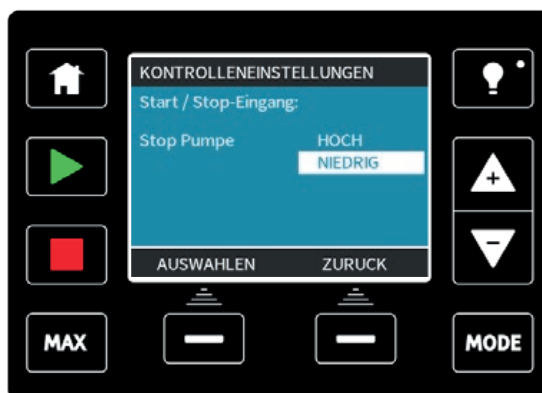 KONTROLLENEINSTELLUNGEN
Start / Stop-Eingang:
Stop Pumpe HOCH
NIEDRIG
AUSWAHLEN ZURUCK
+
-
MAX
MODE